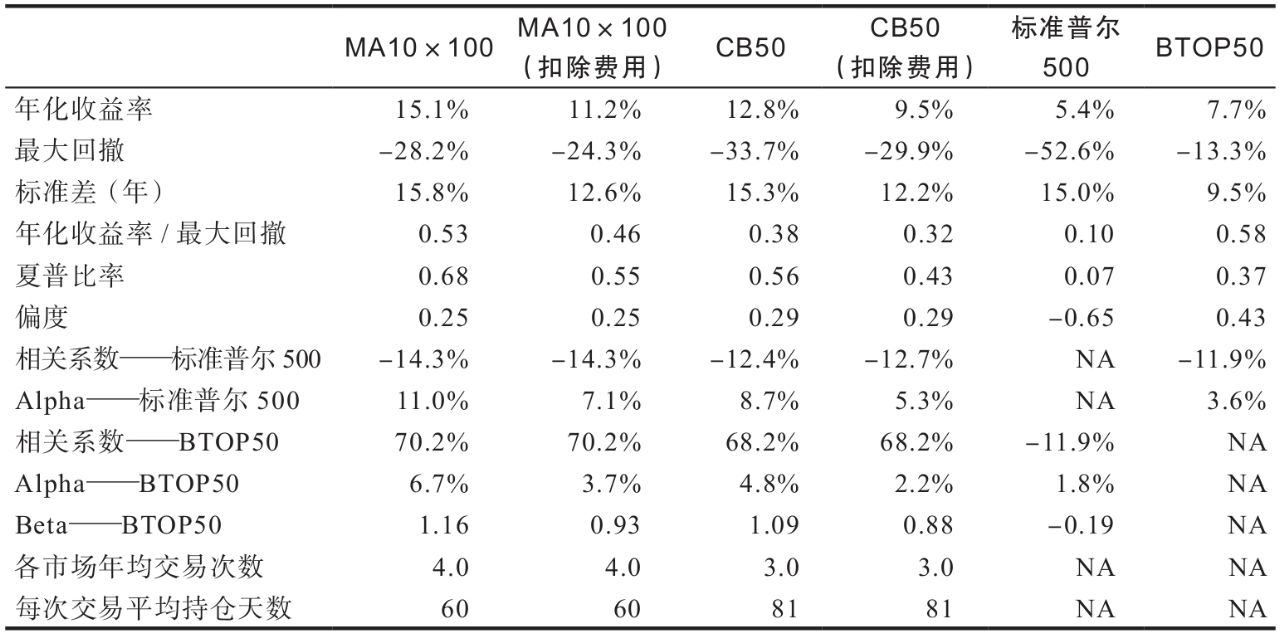 MA10×100 MA10×100（扣除费用） CB50 CB50（扣除费用） 标准普尔500 BTOP50
年化收益率 15.1% 11.2% 12.8% 9.5% 5.4% 7.7%
最大回撤 -28.2% -24.3% -33.7% -29.9% -52.6% -13.3%
标准差（年） 15.8% 12.6% 15.3% 12.2% 15.0% 9.5%
年化收益率/最大回撤 0.53 0.46 0.38 0.32 0.10 0.58
夏普比率 0.68 0.55 0.56 0.43 0.07 0.37
偏度 0.25 0.25 0.29 0.29 -0.65 0.43
相关系数——标准普尔500 -14.3% -14.3% -12.4% -12.7% NA -11.9%
Alpha——标准普尔500 11.0% 7.1% 8.7% 5.3% NA 3.6%
相关系数——BTOP50 70.2% 70.2% 68.2% 68.2% -11.9% NA
Alpha——BTOP50 6.7% 3.7% 4.8% 2.2% 1.8% NA
Beta——BTOP50 1.16 0.93 1.09 0.88 -0.19 NA
各市场年均交易次数 4.0 4.0 3.0 3.0 NA NA
每次交易平均持仓天数 60 60 81 81 NA NA